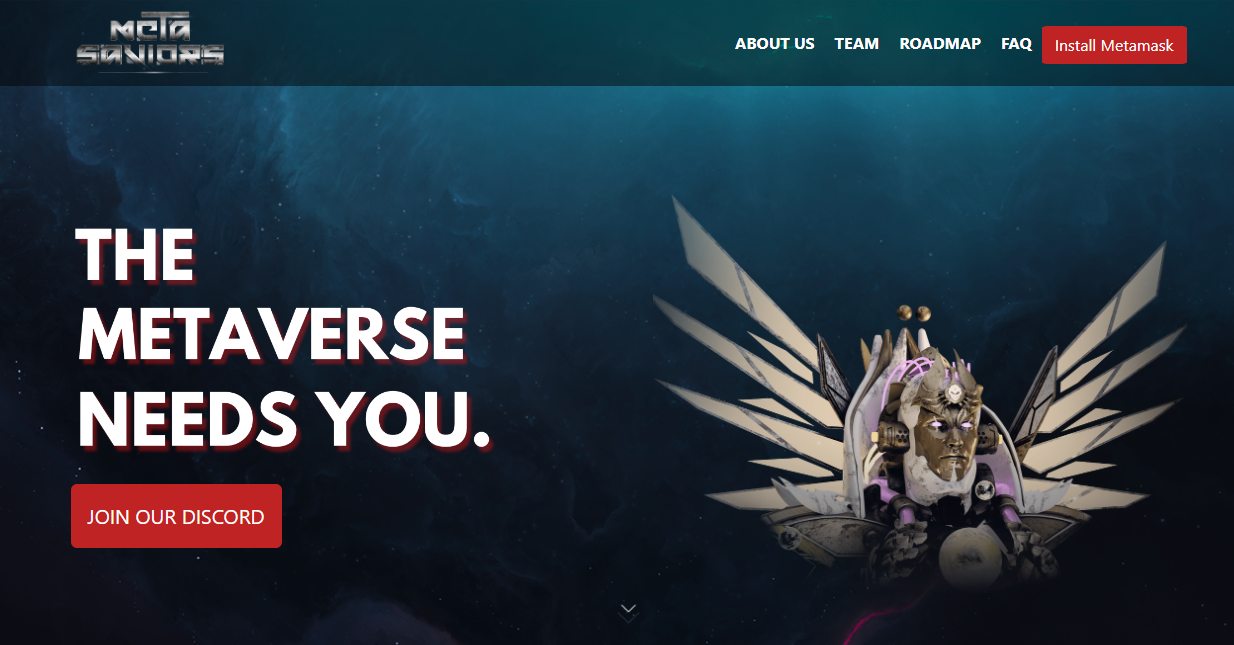 META
SAVIORS
ABOUT US TEAM ROADMAP FAQ Install Metamask
THE
METAVERSE
NEEDS YOU.
JOIN OUR DISCORD